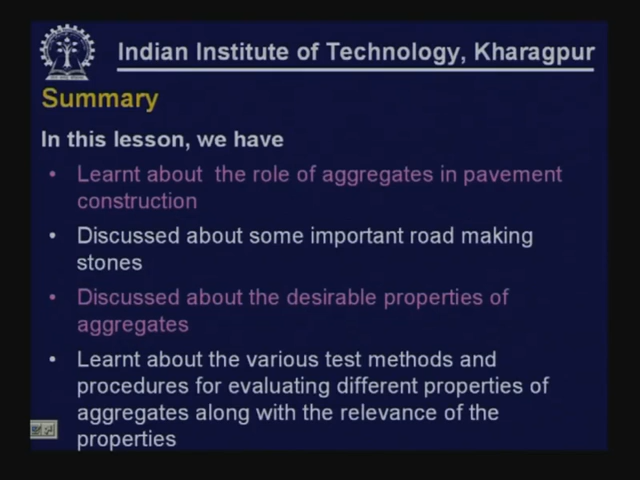 Indian Institute of Technology, Kharagpur
Summary
In this lesson, we have
• Learnt about the role of aggregates in pavement
construction
• Discussed about some important road making
stones
• Discussed about the desirable properties of
aggregates
• Learnt about the various test methods and
procedures for evaluating different properties of
aggregates along with the relevance of the
properties